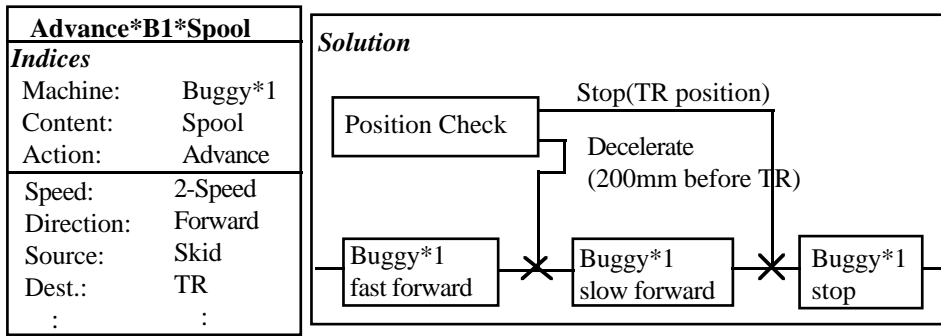 Advance*B1*Spool
Indices
Machine: Buggy*1
Content: Spool
Action: Advance
Speed: 2-Speed
Direction: Forward
Source: Skid
Dest.: TR
: :
Solution
Stop(TR position)
Position Check
Decelerate
(200mm before TR)
Buggy*1
fast forward
Buggy*1
slow forward
Buggy*1
stop